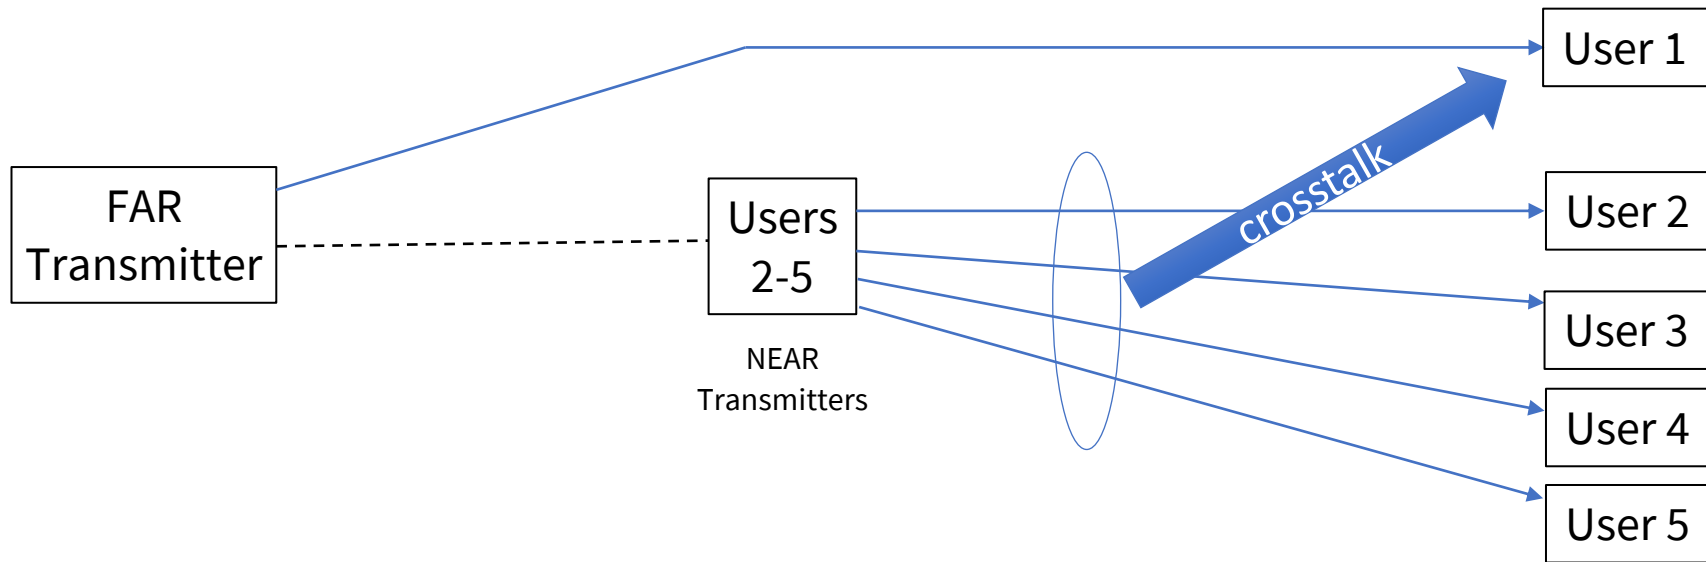 FAR
Transmitter
Users
2-5
NEAR
Transmitters
crosstalk
User 1
User 2
User 3
User 4
User 5